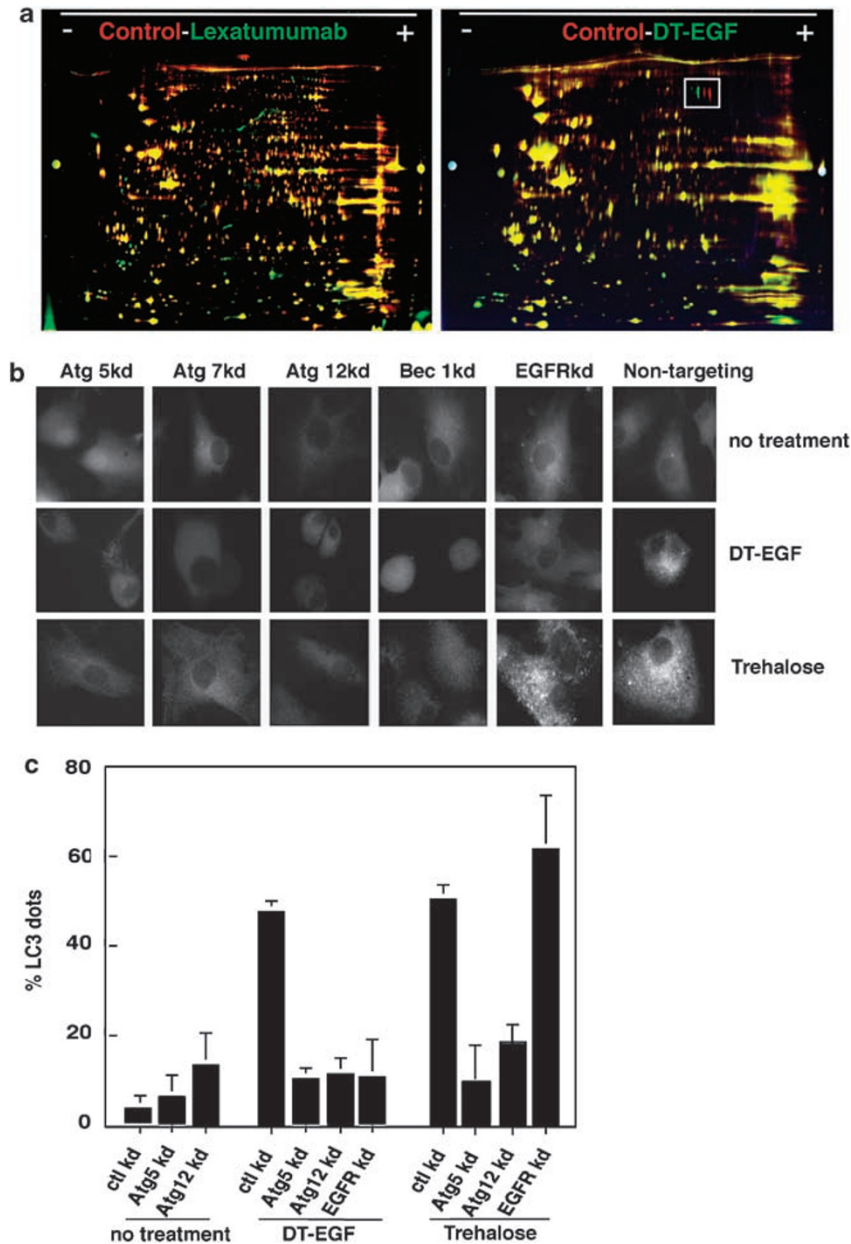 a
- Control-Lexatumumab +
- Control-DT-EGF +
b
Atg 5kd Atg 7kd Atg 12kd Bec 1kd EGFRkd Non-targeting
no treatment
DT-EGF
Trehalose
c
80
60
40
20
0
% LC3 dots
ctl kd
Atg5 kd
Atg12 kd
ctl kd
Atg5 kd
Atg12 kd
EGFR kd
ctl kd
Atg5 kd
Atg12 kd
EGFR kd
no treatment
DT-EGF
Trehalose